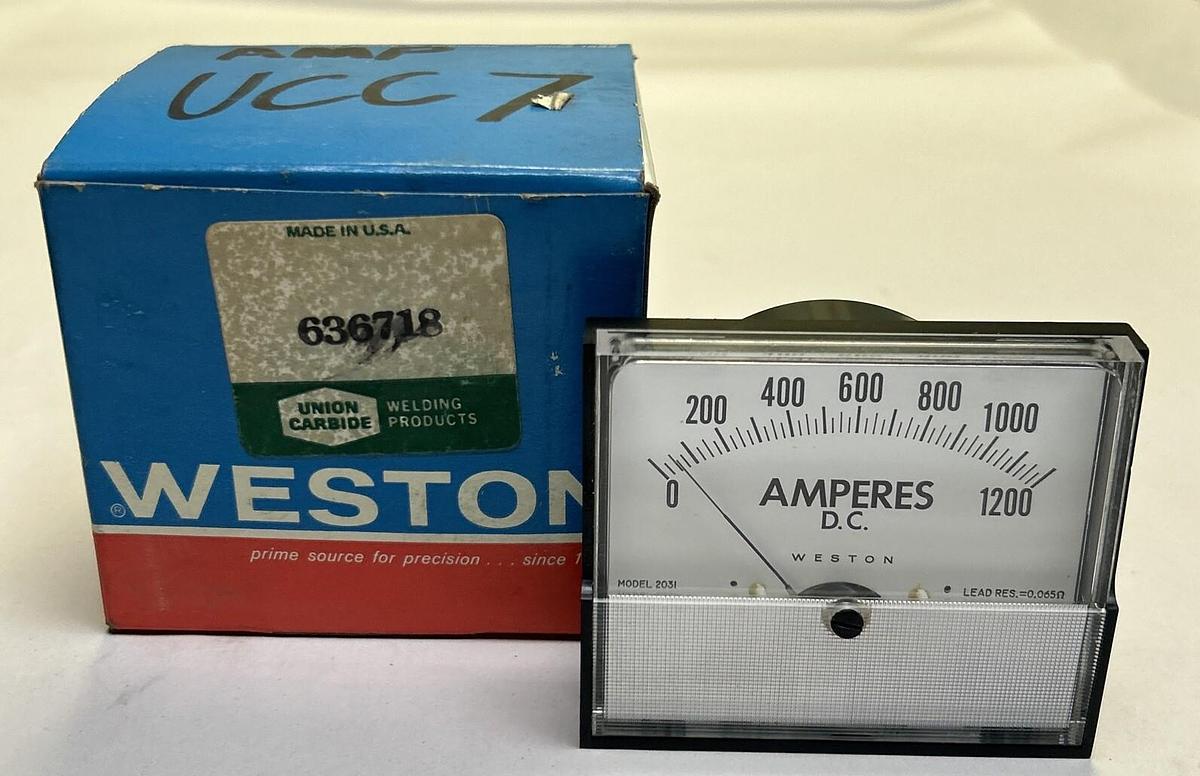 AMP
UCC 7
MADE IN U.S.A.
636718
UNION
CARBIDE
WELDING
PRODUCTS
WESTON
®
prime source for precision . . . since
200 400 600 800 1000
0 1200
AMPERES
D.C.
WESTON
MODEL 2031
LEAD RES.=0.065Ω